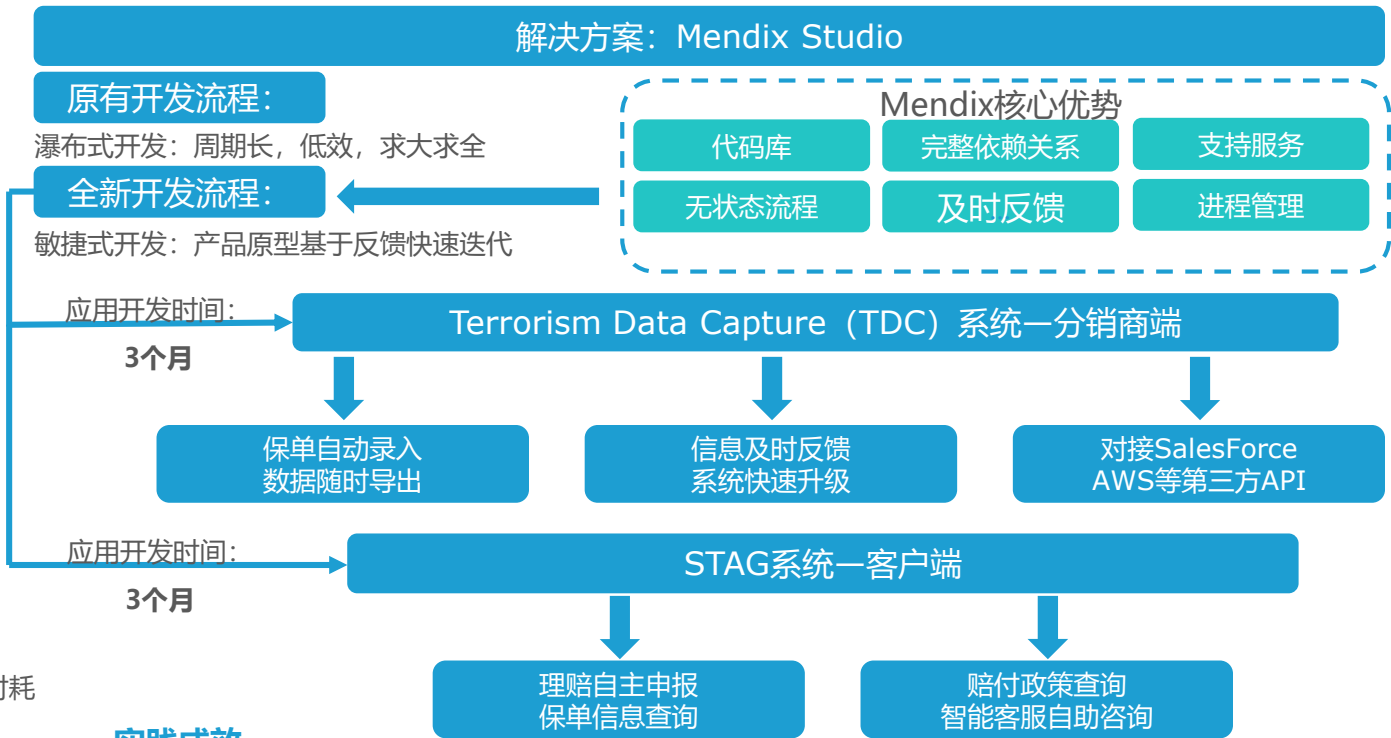 解决方案：Mendix Studio
原有开发流程：
瀑布式开发：周期长，低效，求大求全
全新开发流程：
敏捷式开发：产品原型基于反馈快速迭代
Mendix核心优势
代码库
完整依赖关系
支持服务
无状态流程
及时反馈
进程管理
应用开发时间：
3个月
Terrorism Data Capture（TDC）系统—分销商端
保单自动录入
数据随时导出
信息及时反馈
系统快速升级
对接SalesForce
AWS等第三方API
应用开发时间：
3个月
STAG系统—客户端
理赔自主申报
保单信息查询
赔付政策查询
智能客服自助咨询
耗
实践成效